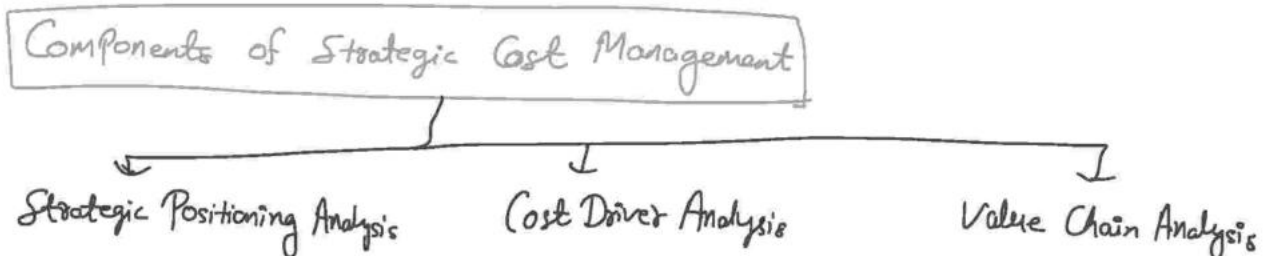 Components of Strategic Cost Management
Strategic Positioning Analysis
Cost Driver Analysis
Value Chain Analysis